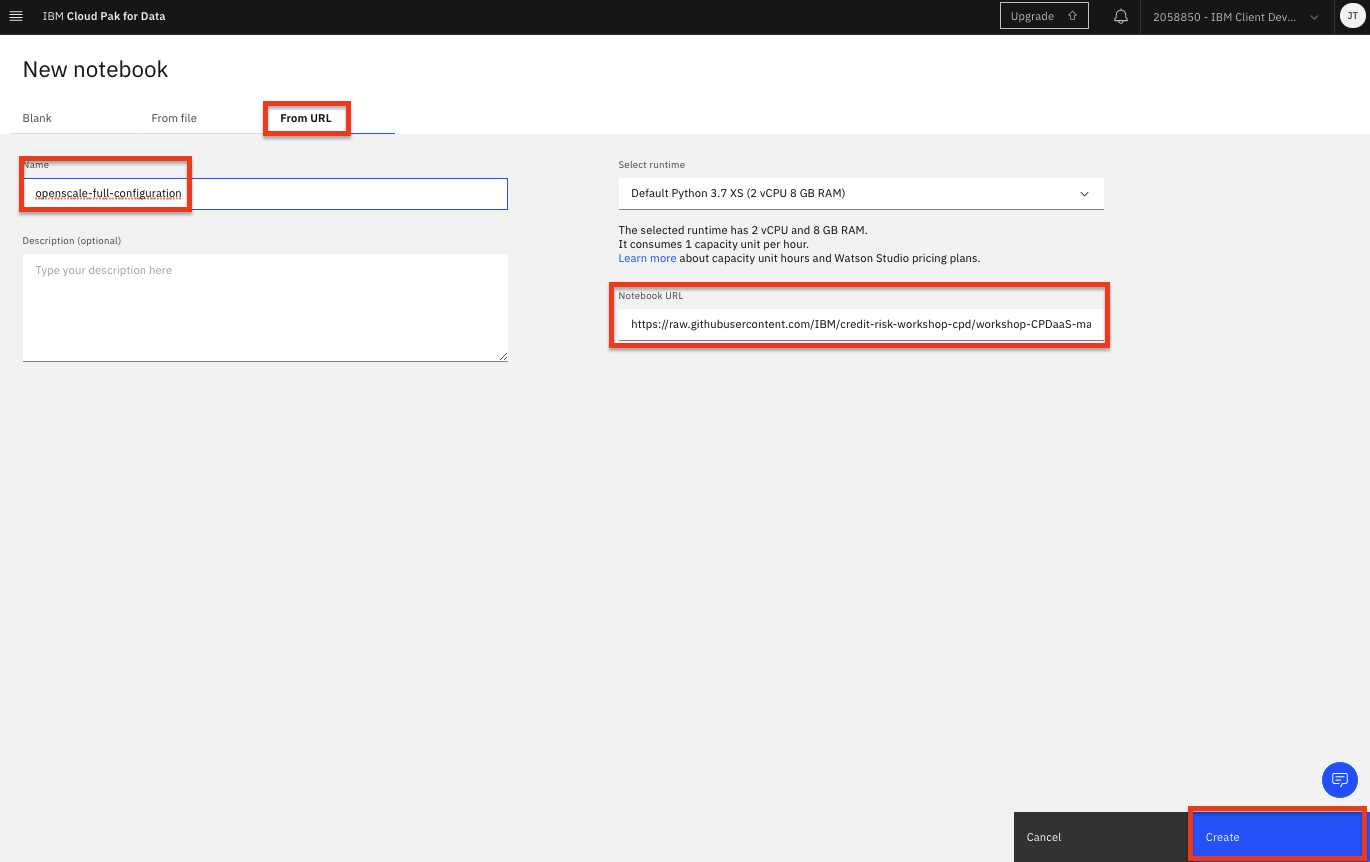 IBM Cloud Pak for Data
Upgrade
2058850 - IBM Client Dev...
JT
New notebook
Blank
From file
From URL
Name
openscale-full-configuration
Description (optional)
Type your description here
Select runtime
Default Python 3.7 XS (2 vCPU 8 GB RAM)
The selected runtime has 2 vCPU and 8 GB RAM.
It consumes 1 capacity unit per hour.
Learn more about capacity unit hours and Watson Studio pricing plans.
Notebook URL
https://raw.githubusercontent.com/IBM/credit-risk-workshop-cpd/workshop-CPDaaS-ma
Cancel
Create